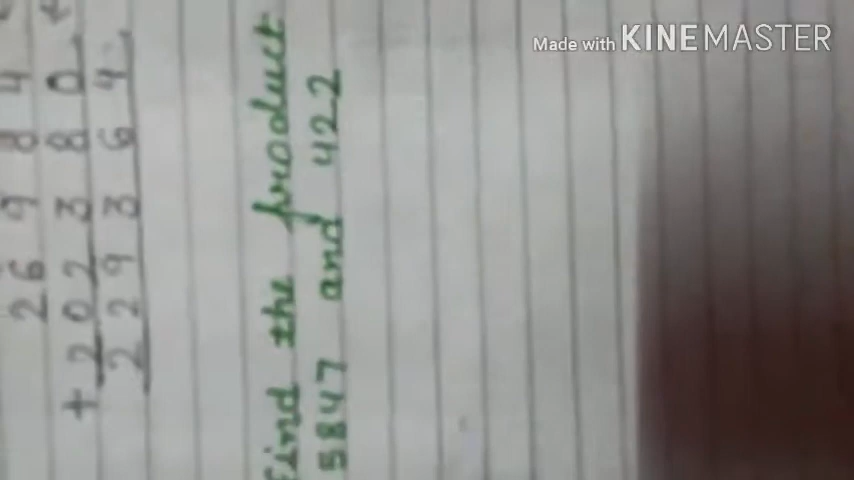 2 6 9 8 4
+ 2 0 2 3 8 0
2 2 9 3 6 4
Find the product
5847 and 422
Made with KINEMASTER